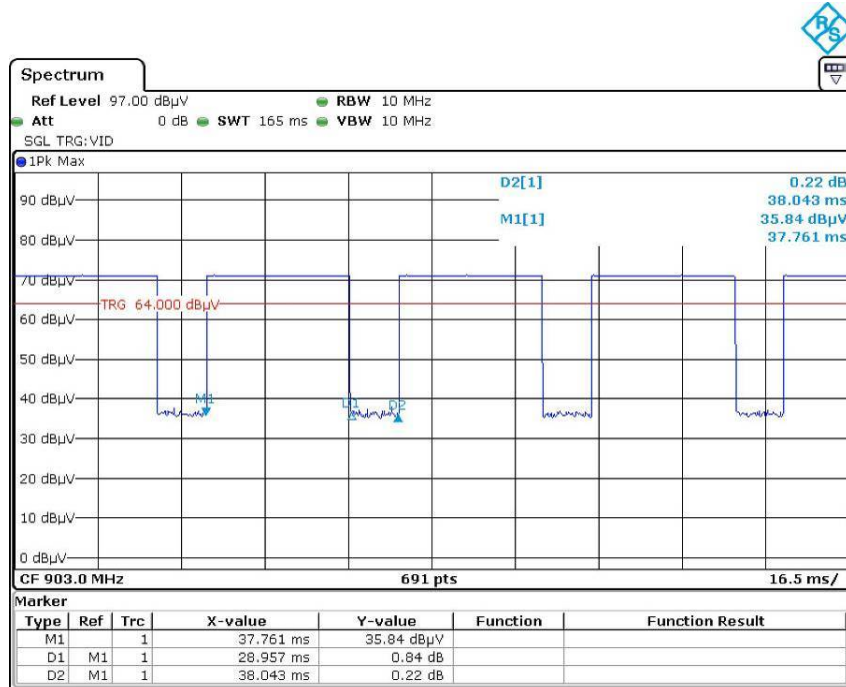 R S
Spectrum
Ref Level 97.00 dBµV RBW 10 MHz
Att 0 dB SWT 165 ms VBW 10 MHz
SGL TRG:VID
1Pk Max
D2[1] 0.22 dB
38.043 ms
M1[1] 35.84 dBµV
37.761 ms
90 dBµV
80 dBµV
70 dBµV
TRG 64.000 dBµV
60 dBµV
50 dBµV
40 dBµV
M1 D1 D2
30 dBµV
20 dBµV
10 dBµV
0 dBµV
CF 903.0 MHz 691 pts 16.5 ms/
Marker
Type Ref Trc X-value Y-value Function Function Result
M1 1 37.761 ms 35.84 dBµV
D1 M1 1 28.957 ms 0.84 dB
D2 M1 1 38.043 ms 0.22 dB